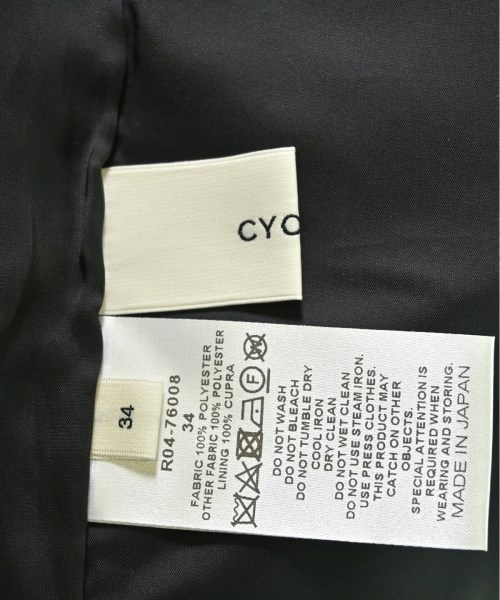 CYO
34
R04-76008
34
FABRIC 100% POLYESTER
OTHER FABRIC 100% POLYESTER
LINING 100% CUPRA
DO NOT WASH
DO NOT BLEACH
DO NOT TUMBLE DRY
COOL IRON
DRY CLEAN
DO NOT WET CLEAN
DO NOT USE STEAM IRON.
USE PRESS CLOTHES.
THIS PRODUCT MAY
CATCH ON OTHER
OBJECTS.
SPECIAL ATTENTION IS
REQUIRED WHEN
WEARING AND STORING.
MADE IN JAPAN